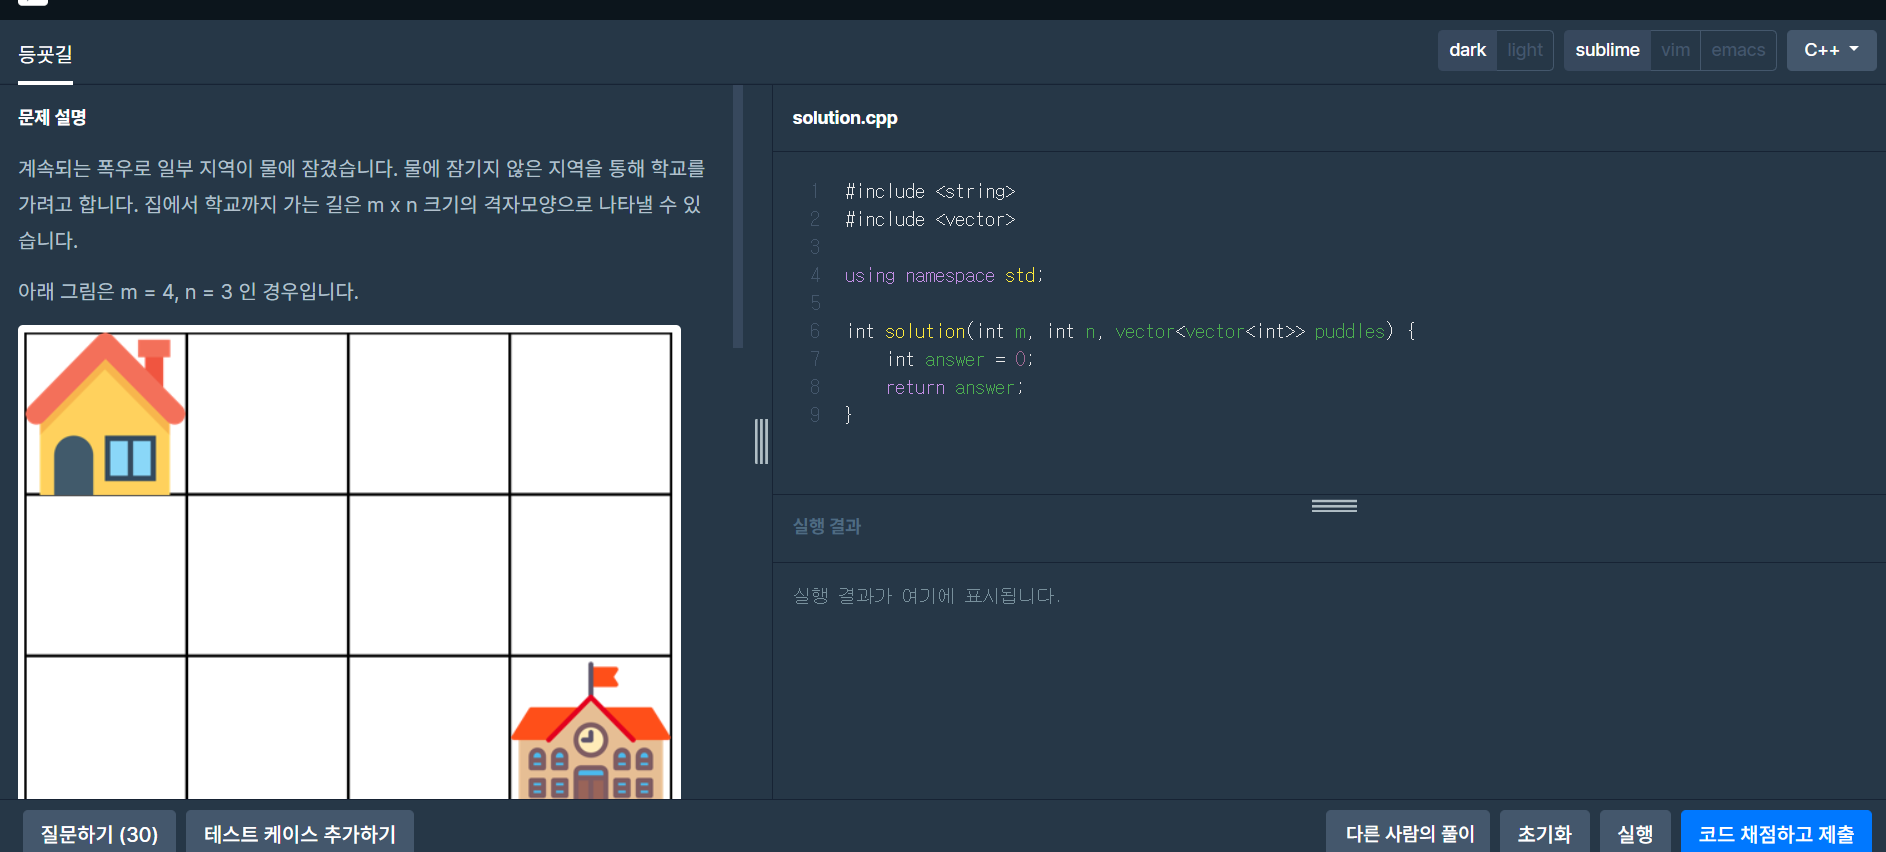 등굣길
dark light sublime vim emacs C++
문제 설명
계속되는 폭우로 일부 지역이 물에 잠겼습니다. 물에 잠기지 않은 지역을 통해 학교를
가려고 합니다. 집에서 학교까지 가는 길은 m x n 크기의 격자모양으로 나타낼 수 있
습니다.
아래 그림은 m = 4, n = 3 인 경우입니다.
solution.cpp
1 #include <string>
2 #include <vector>
3
4 using namespace std;
5
6 int solution(int m, int n, vector<vector<int>> puddles) {
7 int answer = 0;
8 return answer;
9 }
실행 결과
실행 결과가 여기에 표시됩니다.
질문하기 (30) 테스트 케이스 추가하기 다른 사람의 풀이 초기화 실행 코드 채점하고 제출